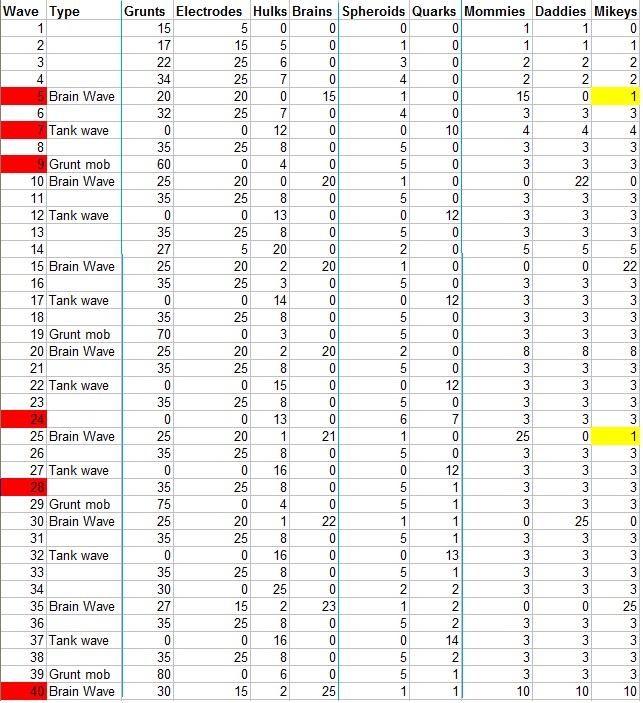 Wave Type Grunts Electrodes Hulks Brains Spheroids Quarks Mommies Daddies Mikeys
1 15 5 0 0 0 0 1 1 0
2 17 15 5 0 1 0 1 1 1
3 22 25 6 0 3 0 2 2 2
4 34 25 7 0 4 0 2 2 2
5 Brain Wave 20 20 0 15 1 0 15 0 1
6 32 25 7 0 4 0 3 3 3
7 Tank wave 0 0 12 0 0 10 4 4 4
8 35 25 8 0 5 0 3 3 3
9 Grunt mob 60 0 4 0 5 0 3 3 3
10 Brain Wave 25 20 0 20 1 0 0 22 0
11 35 25 8 0 5 0 3 3 3
12 Tank wave 0 0 13 0 0 12 3 3 3
13 35 25 8 0 5 0 3 3 3
14 27 5 20 0 2 0 5 5 5
15 Brain Wave 25 20 2 20 1 0 0 0 22
16 35 25 3 0 5 0 3 3 3
17 Tank wave 0 0 14 0 0 12 3 3 3
18 35 25 8 0 5 0 3 3 3
19 Grunt mob 70 0 3 0 5 0 3 3 3
20 Brain Wave 25 20 2 20 2 0 8 8 8
21 35 25 8 0 5 0 3 3 3
22 Tank wave 0 0 15 0 0 12 3 3 3
23 35 25 8 0 5 0 3 3 3
24 0 0 13 0 6 7 3 3 3
25 Brain Wave 25 20 1 21 1 0 25 0 1
26 35 25 8 0 5 0 3 3 3
27 Tank wave 0 0 16 0 0 12 3 3 3
28 35 25 8 0 5 1 3 3 3
29 Grunt mob 75 0 4 0 5 1 3 3 3
30 Brain Wave 25 20 1 22 1 1 0 25 0
31 35 25 8 0 5 1 3 3 3
32 Tank wave 0 0 16 0 0 13 3 3 3
33 35 25 8 0 5 1 3 3 3
34 30 0 25 0 2 2 3 3 3
35 Brain Wave 27 15 2 23 1 2 0 0 25
36 35 25 8 0 5 2 3 3 3
37 Tank wave 0 0 16 0 0 14 3 3 3
38 35 25 8 0 5 2 3 3 3
39 Grunt mob 80 0 6 0 5 1 3 3 3
40 Brain Wave 30 15 2 25 1 1 10 10 10